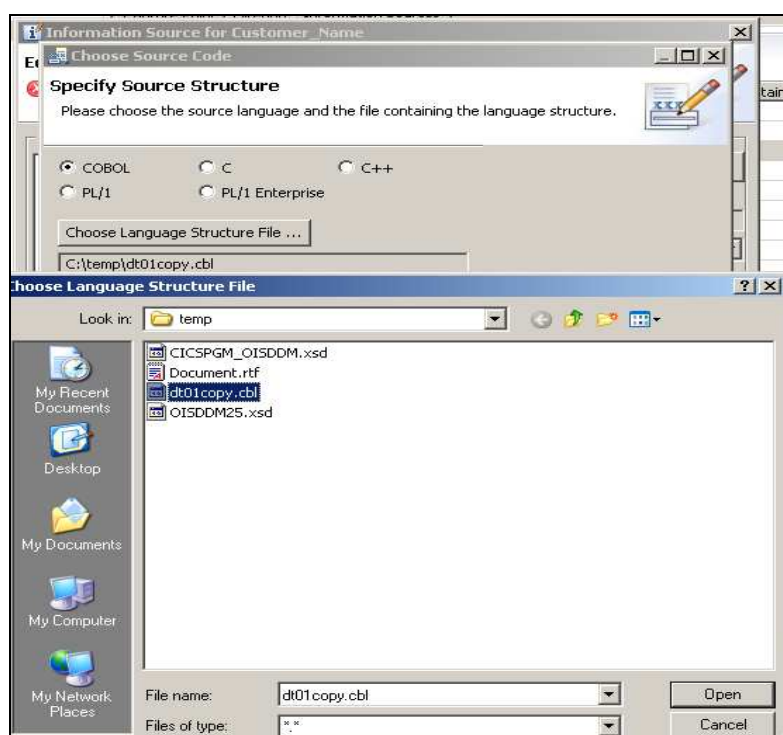 Information Source for Customer_Name
Choose Source Code
Specify Source Structure
Please choose the source language and the file containing the language structure.
COBOL C C++
PL/1 PL/1 Enterprise
Choose Language Structure File ...
C:\temp\dt01copy.cbl
Choose Language Structure File
Look in: temp
CICSPGM_OISDDM.xsd
Document.rtf
dt01copy.cbl
OISDDM25.xsd
My Recent
Documents
Desktop
My Documents
My Computer
My Network
Places
File name: dt01copy.cbl Open
Files of type: *.* Cancel